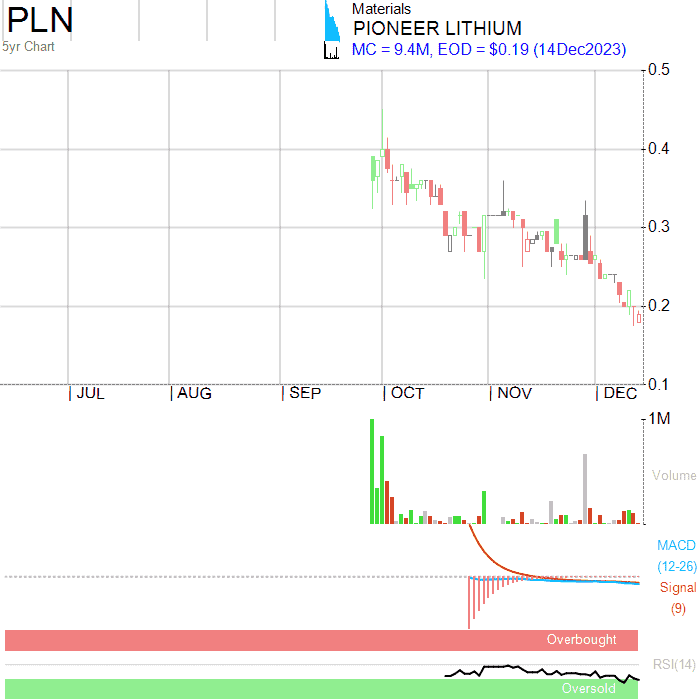 PLN
5yr Chart
Materials
PIONEER LITHIUM
MC = 9.4M, EOD = $0.19 (14Dec2023)
0.5
0.4
0.3
0.2
0.1
JUL AUG SEP OCT NOV DEC
1M
Volume
MACD
(12-26)
Signal
(9)
Overbought
RSI(14)
Oversold